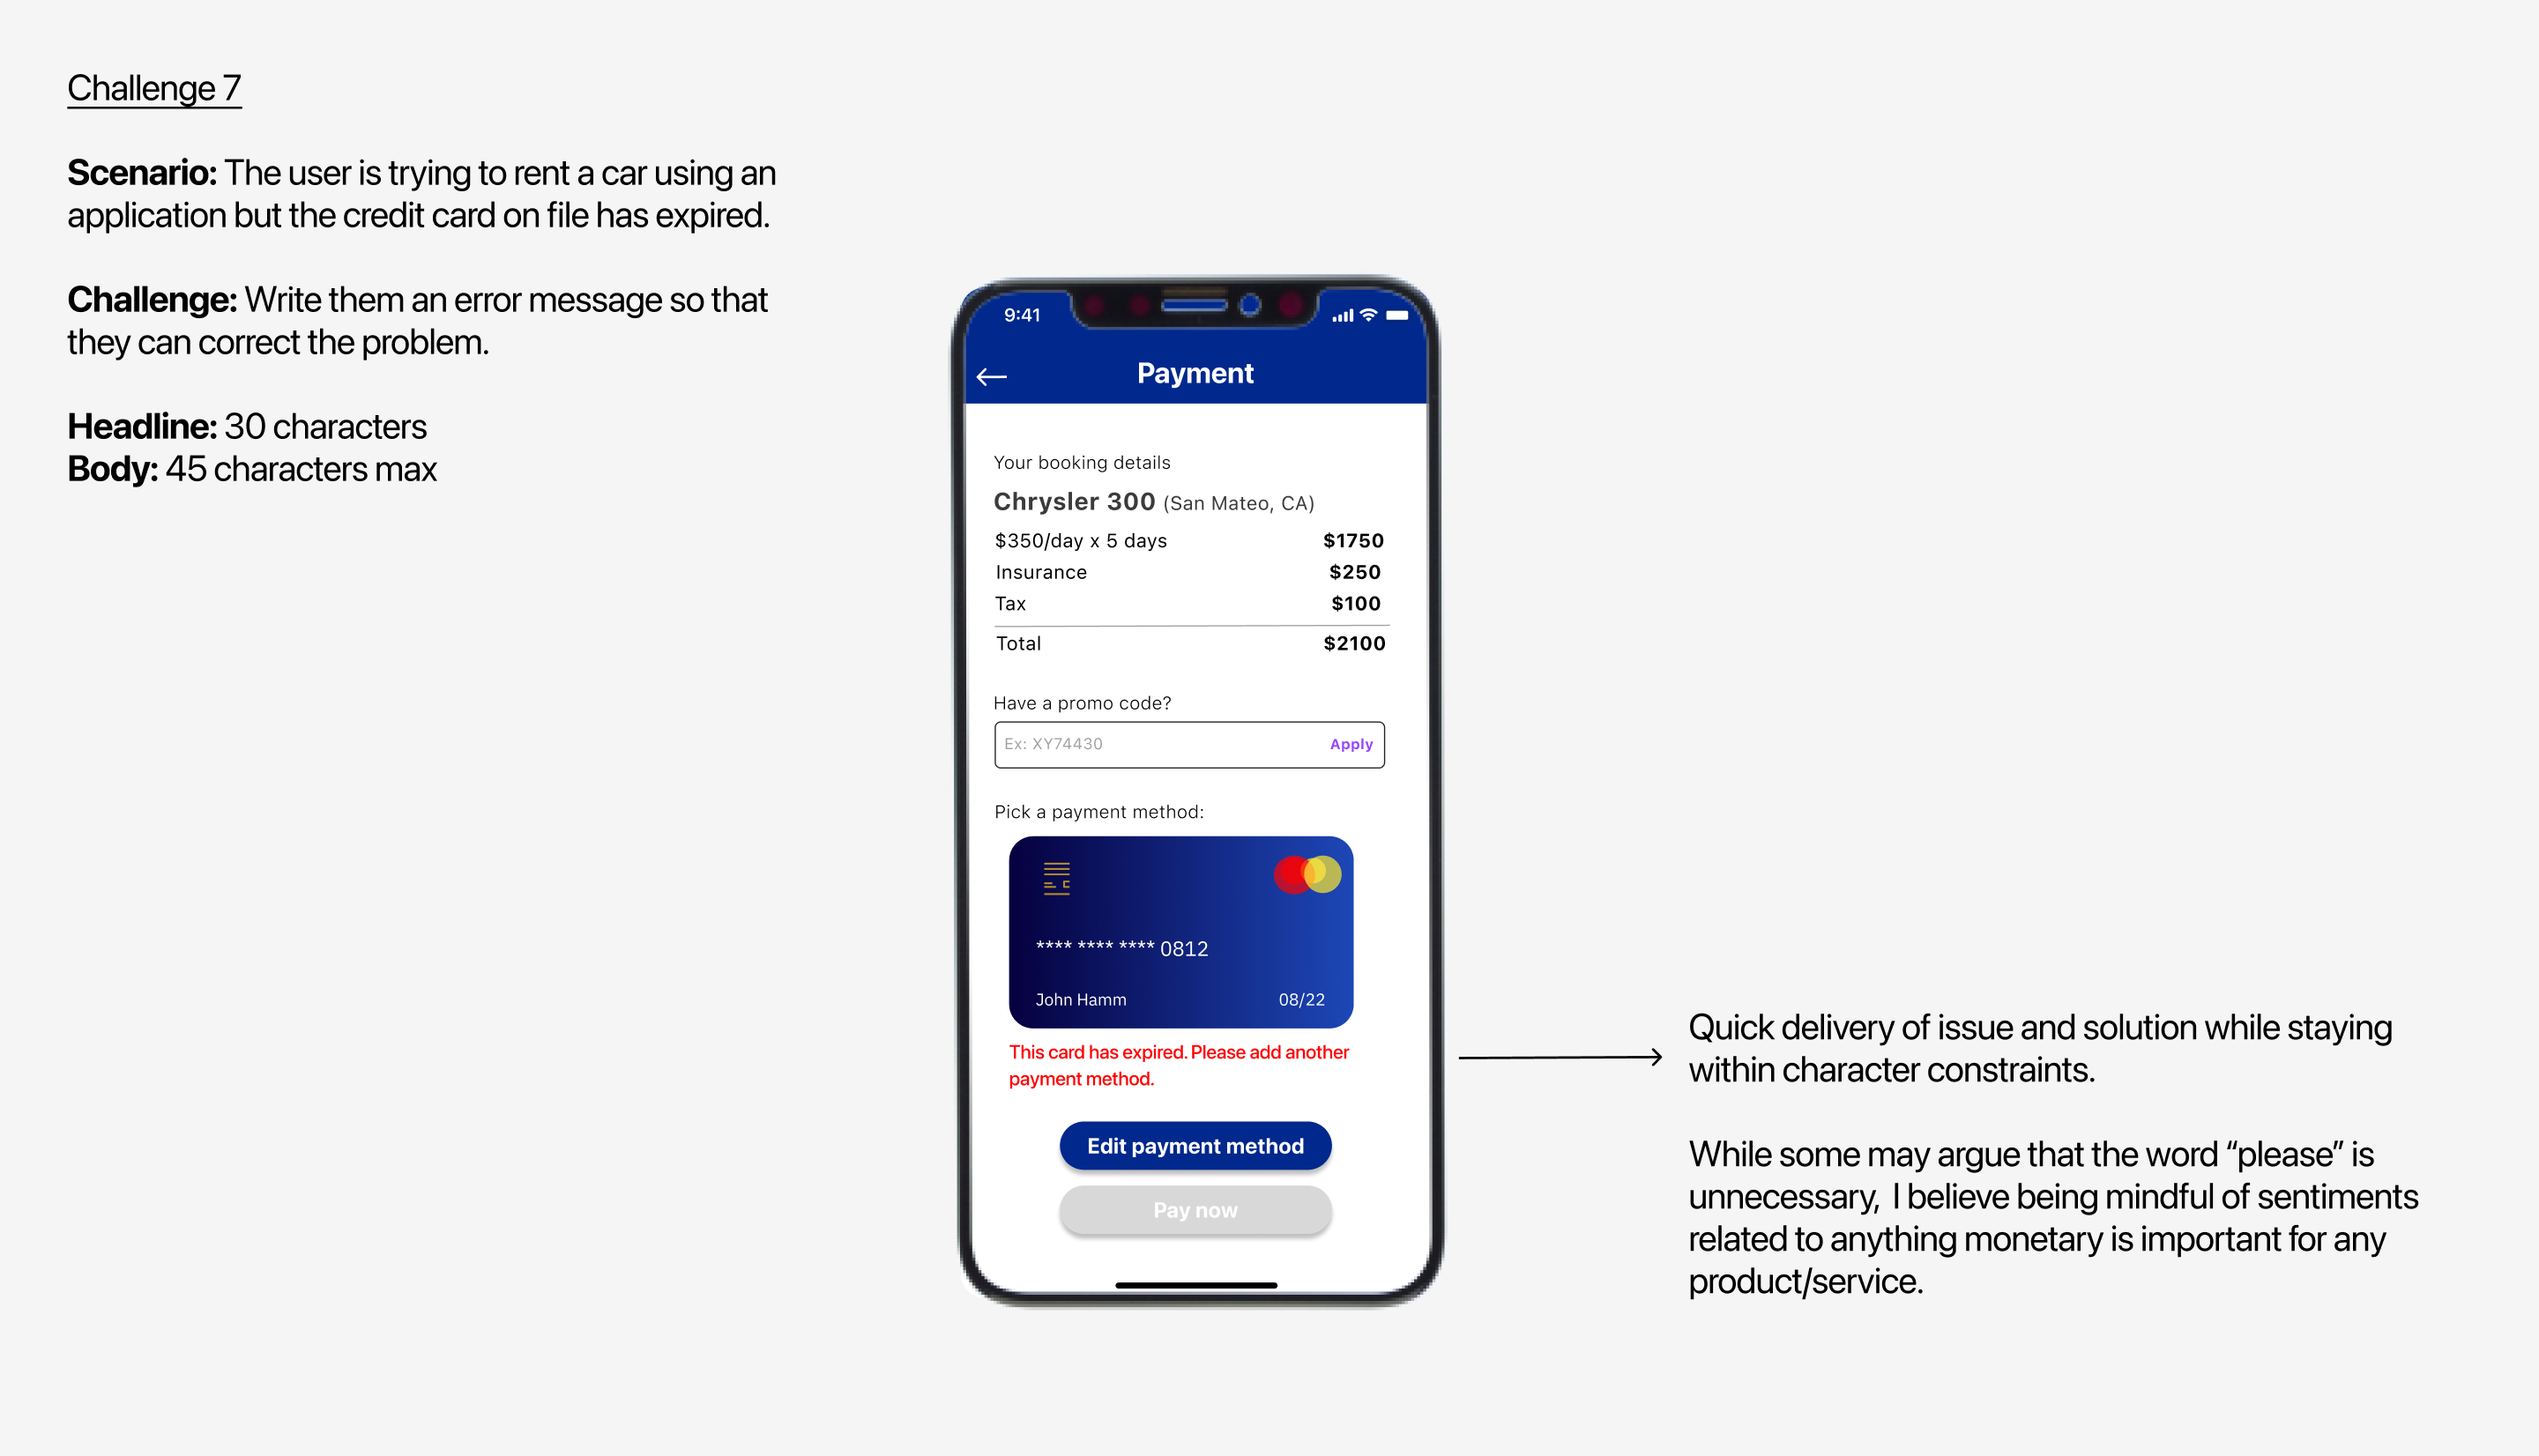 Challenge 7
Scenario: The user is trying to rent a car using an
application but the credit card on file has expired.
Challenge: Write them an error message so that
they can correct the problem.
Headline: 30 characters
Body: 45 characters max
9:41
Payment
Your booking details
Chrysler 300 (San Mateo, CA)
$350/day x 5 days $1750
Insurance $250
Tax $100
Total $2100
Have a promo code?
Ex: XY74430 Apply
Pick a payment method:
**** **** **** 0812
John Hamm 08/22
This card has expired. Please add another
payment method.
Edit payment method
Pay now
Quick delivery of issue and solution while staying
within character constraints.
While some may argue that the word “please” is
unnecessary, I believe being mindful of sentiments
related to anything monetary is important for any
product/service.